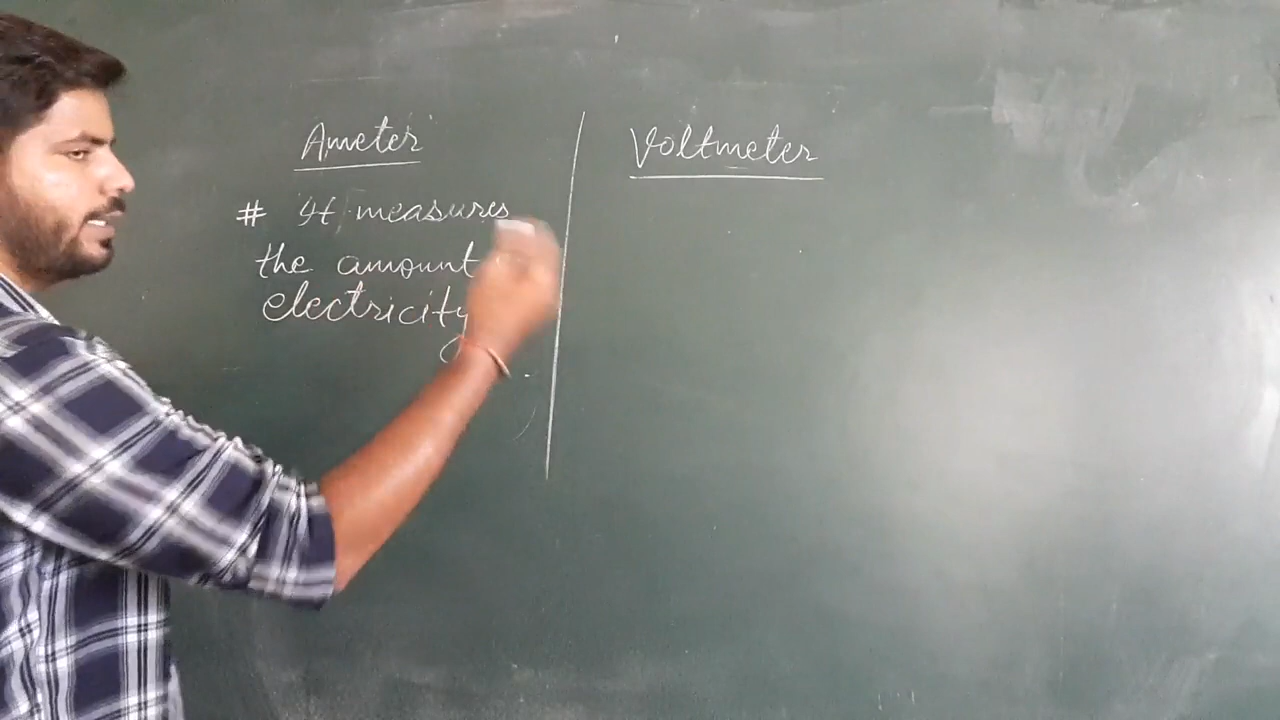 Ameter
# It measures
the amount
electricity
Voltmeter